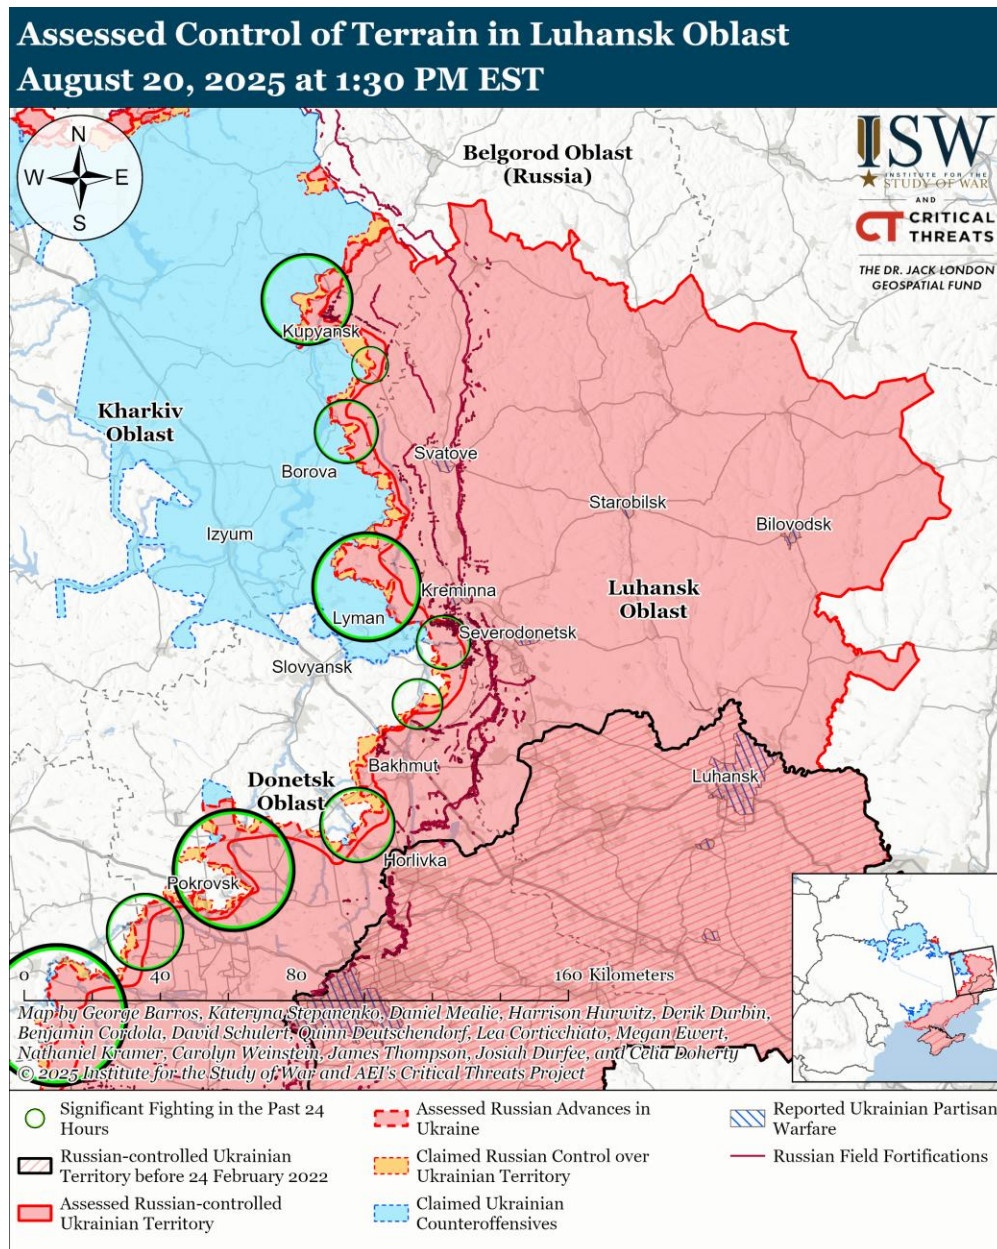 Assessed Control of Terrain in Luhansk Oblast
August 20, 2025 at 1:30 PM EST
N
W
E
S
Belgorod Oblast
(Russia)
ISW
INSTITUTE FOR THE
STUDY OF WAR
AND
CT CRITICAL
THREATS
THE DR. JACK LONDON
GEOSPATIAL FUND
Kupyansk
Kharkiv
Oblast
Svatove
Borova
Starobilsk
Bilovodsk
Izyum
Kreminna
Luhansk
Oblast
Lyman
Severodonetsk
Slovyansk
Bakhmut
Luhansk
Donetsk
Oblast
Horlivka
Pokrovsk
0
40
80
160 Kilometers
Map by George Barros, Kateryna Stepanenko, Daniel Mealie, Harrison Hurwitz, Derik Durbin,
Benjamin Cordola, David Schulert, Quinn Deitschendorf, Lea Corticchiato, Megan Ewert,
Nathaniel Kramer, Carolyn Weinstein, James Thompson, Josiah Durfee, and Celia Doherty
© 2025 Institute for the Study of War and AEI's Critical Threats Project
Significant Fighting in the Past 24
Hours
Russian-controlled Ukrainian
Territory before 24 February 2022
Assessed Russian-controlled
Ukrainian Territory
Assessed Russian Advances in
Ukraine
Claimed Russian Control over
Ukrainian Territory
Claimed Ukrainian
Counteroffensives
Reported Ukrainian Partisan
Warfare
Russian Field Fortifications